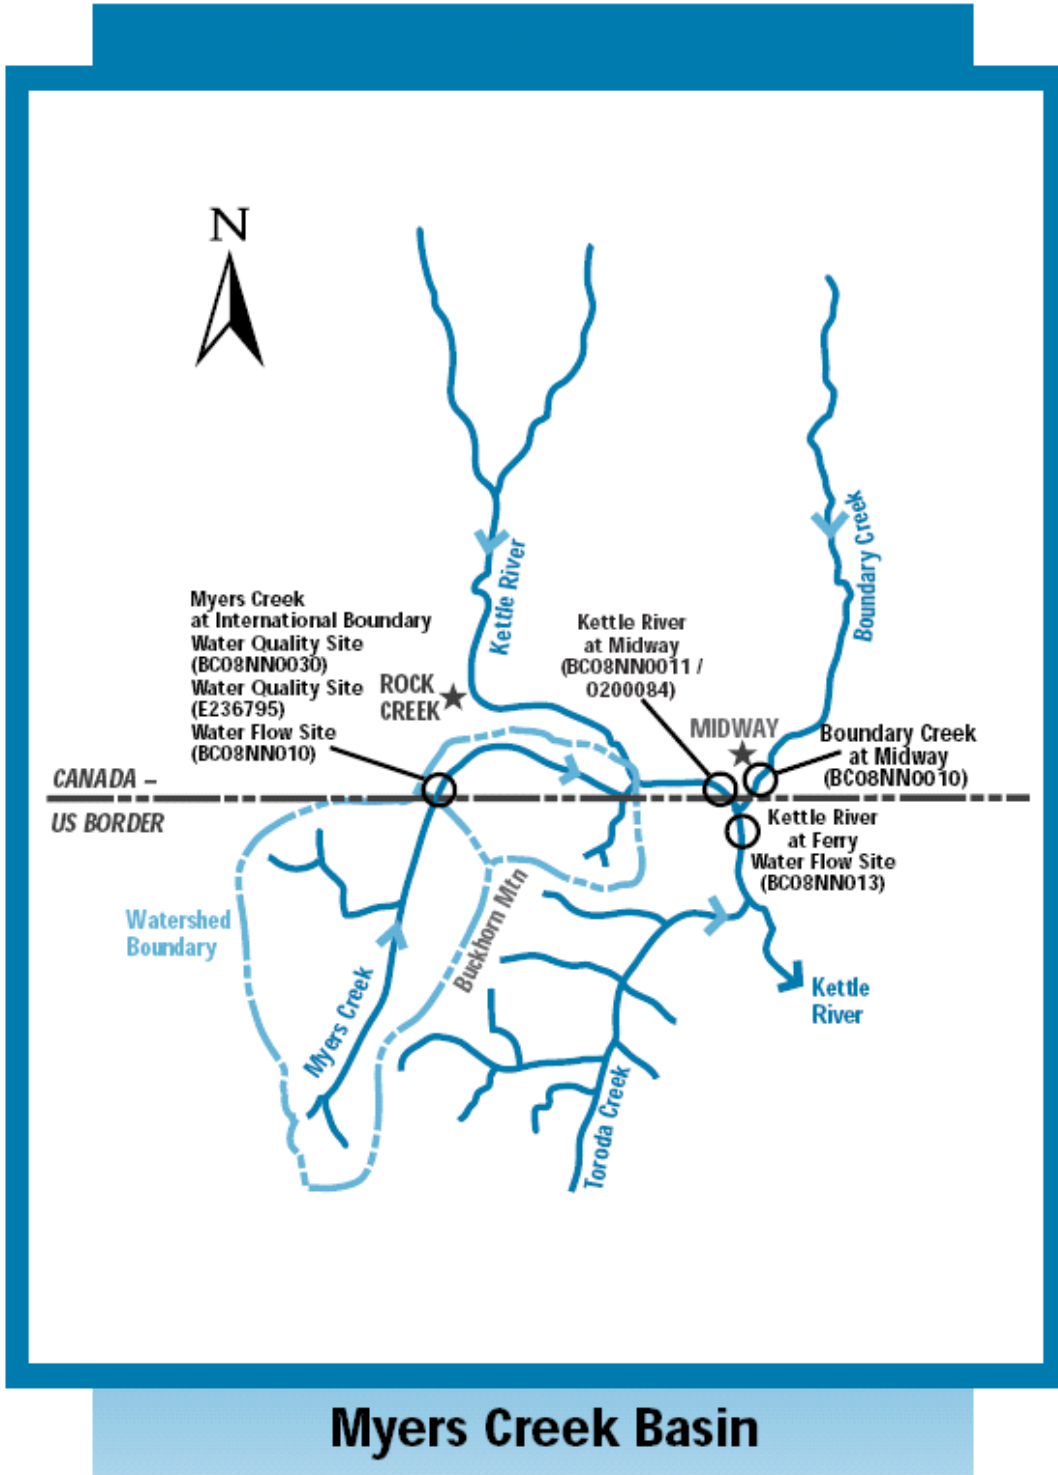 N
Kettle River
Boundary Creek
Myers Creek
at International Boundary
Water Quality Site
(BC08NN0030)
Water Quality Site
(E236795)
Water Flow Site
(BC08NN010)
ROCK
CREEK
Kettle River
at Midway
(BC08NN0011 /
0200084)
MIDWAY
Boundary Creek
at Midway
(BC08NN0010)
CANADA –
US BORDER
Kettle River
at Ferry
Water Flow Site
(BC08NN013)
Watershed
Boundary
Buckhorn Mtn
Myers Creek
Kettle
River
Toroda Creek
Myers Creek Basin